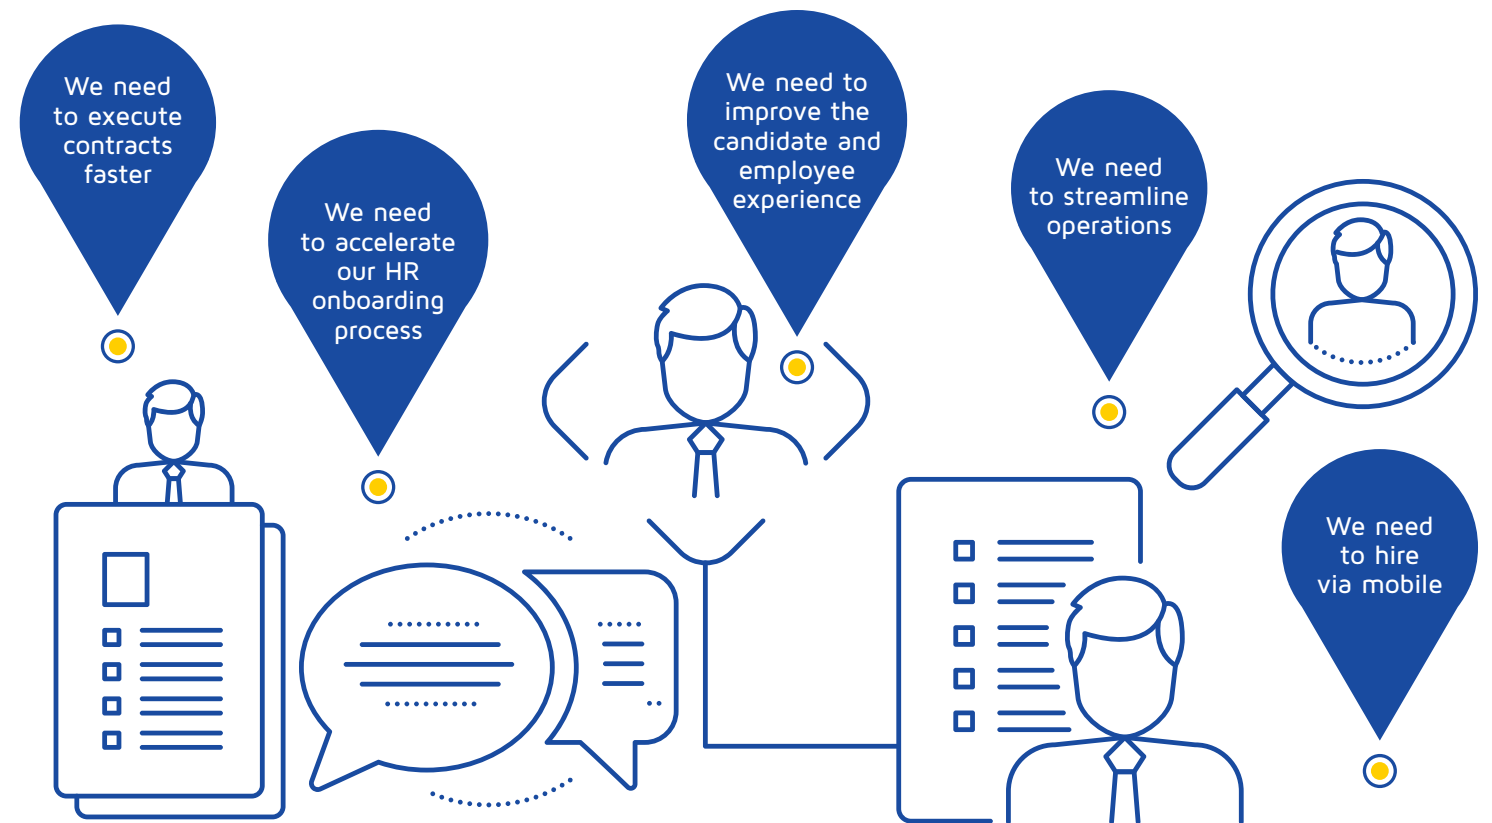 We need
to execute
contracts
faster
We need
to accelerate
our HR
onboarding
process
We need to
improve the
candidate and
employee
experience
We need
to streamline
operations
We need
to hire
via mobile